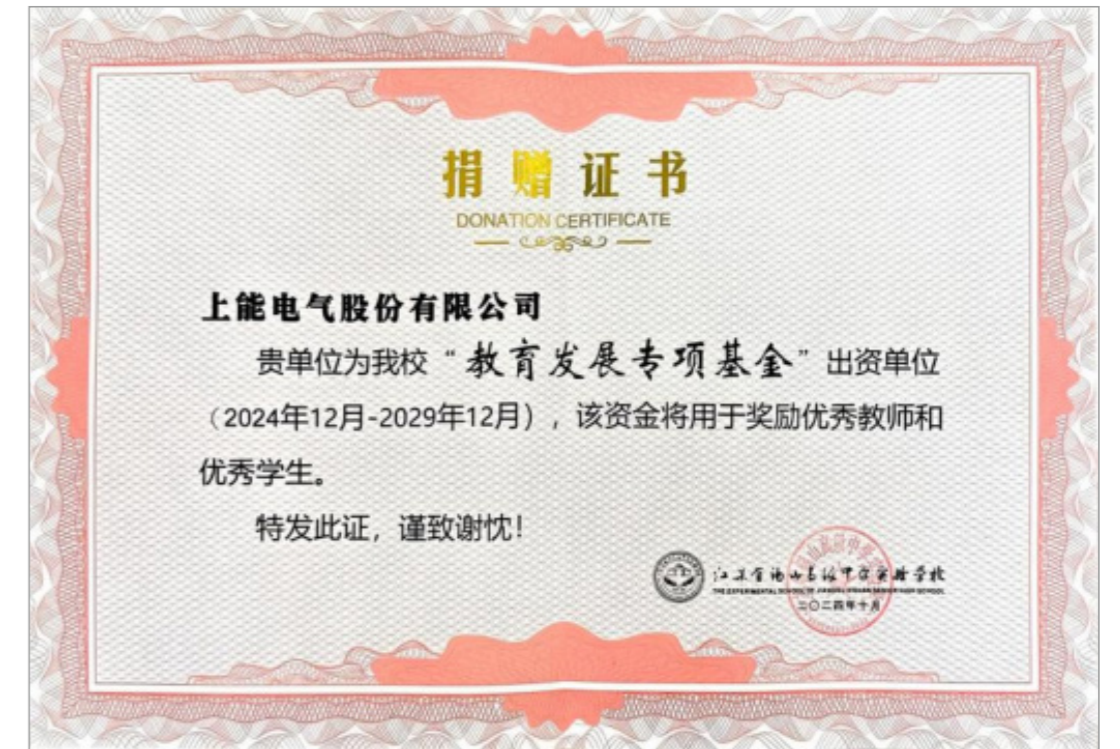 捐赠证书
DONATION CERTIFICATE
上能电气股份有限公司
贵单位为我校“教育发展专项基金”出资单位
（2024年12月-2029年12月），该资金将用于奖励优秀教师和
优秀学生。
特发此证，谨致谢忱！
江苏省锡山高级中学实验学校
THE EXPERIMENTAL SCHOOL OF JIANGSU XISHAN SENIOR HIGH SCHOOL
二〇二四年十月